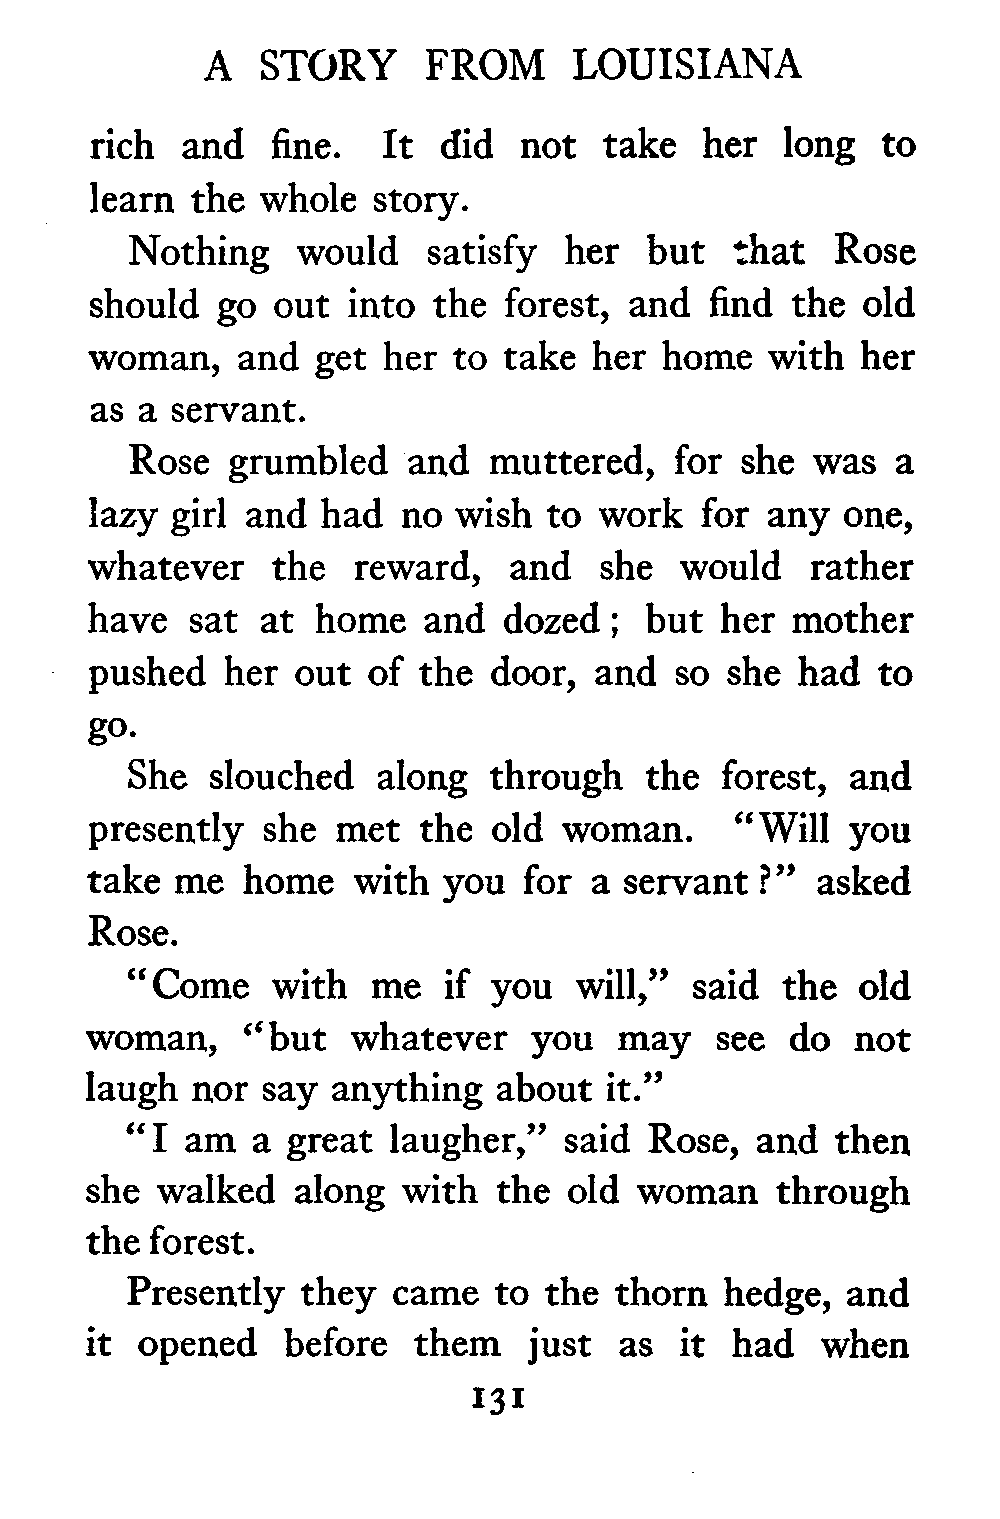 A STORY FROM LOUISIANA
rich and fine. It did not take her long to
learn the whole story.
Nothing would satisfy her but that Rose
should go out into the forest, and find the old
woman, and get her to take her home with her
as a servant.
Rose grumbled and muttered, for she was a
lazy girl and had no wish to work for any one,
whatever the reward, and she would rather
have sat at home and dozed; but her mother
pushed her out of the door, and so she had to
go.
She slouched along through the forest, and
presently she met the old woman. "Will you
take me home with you for a servant?" asked
Rose.
"Come with me if you will," said the old
woman, "but whatever you may see do not
laugh nor say anything about it."
"I am a great laugher," said Rose, and then
she walked along with the old woman through
the forest.
Presently they came to the thorn hedge, and
it opened before them just as it had when
131